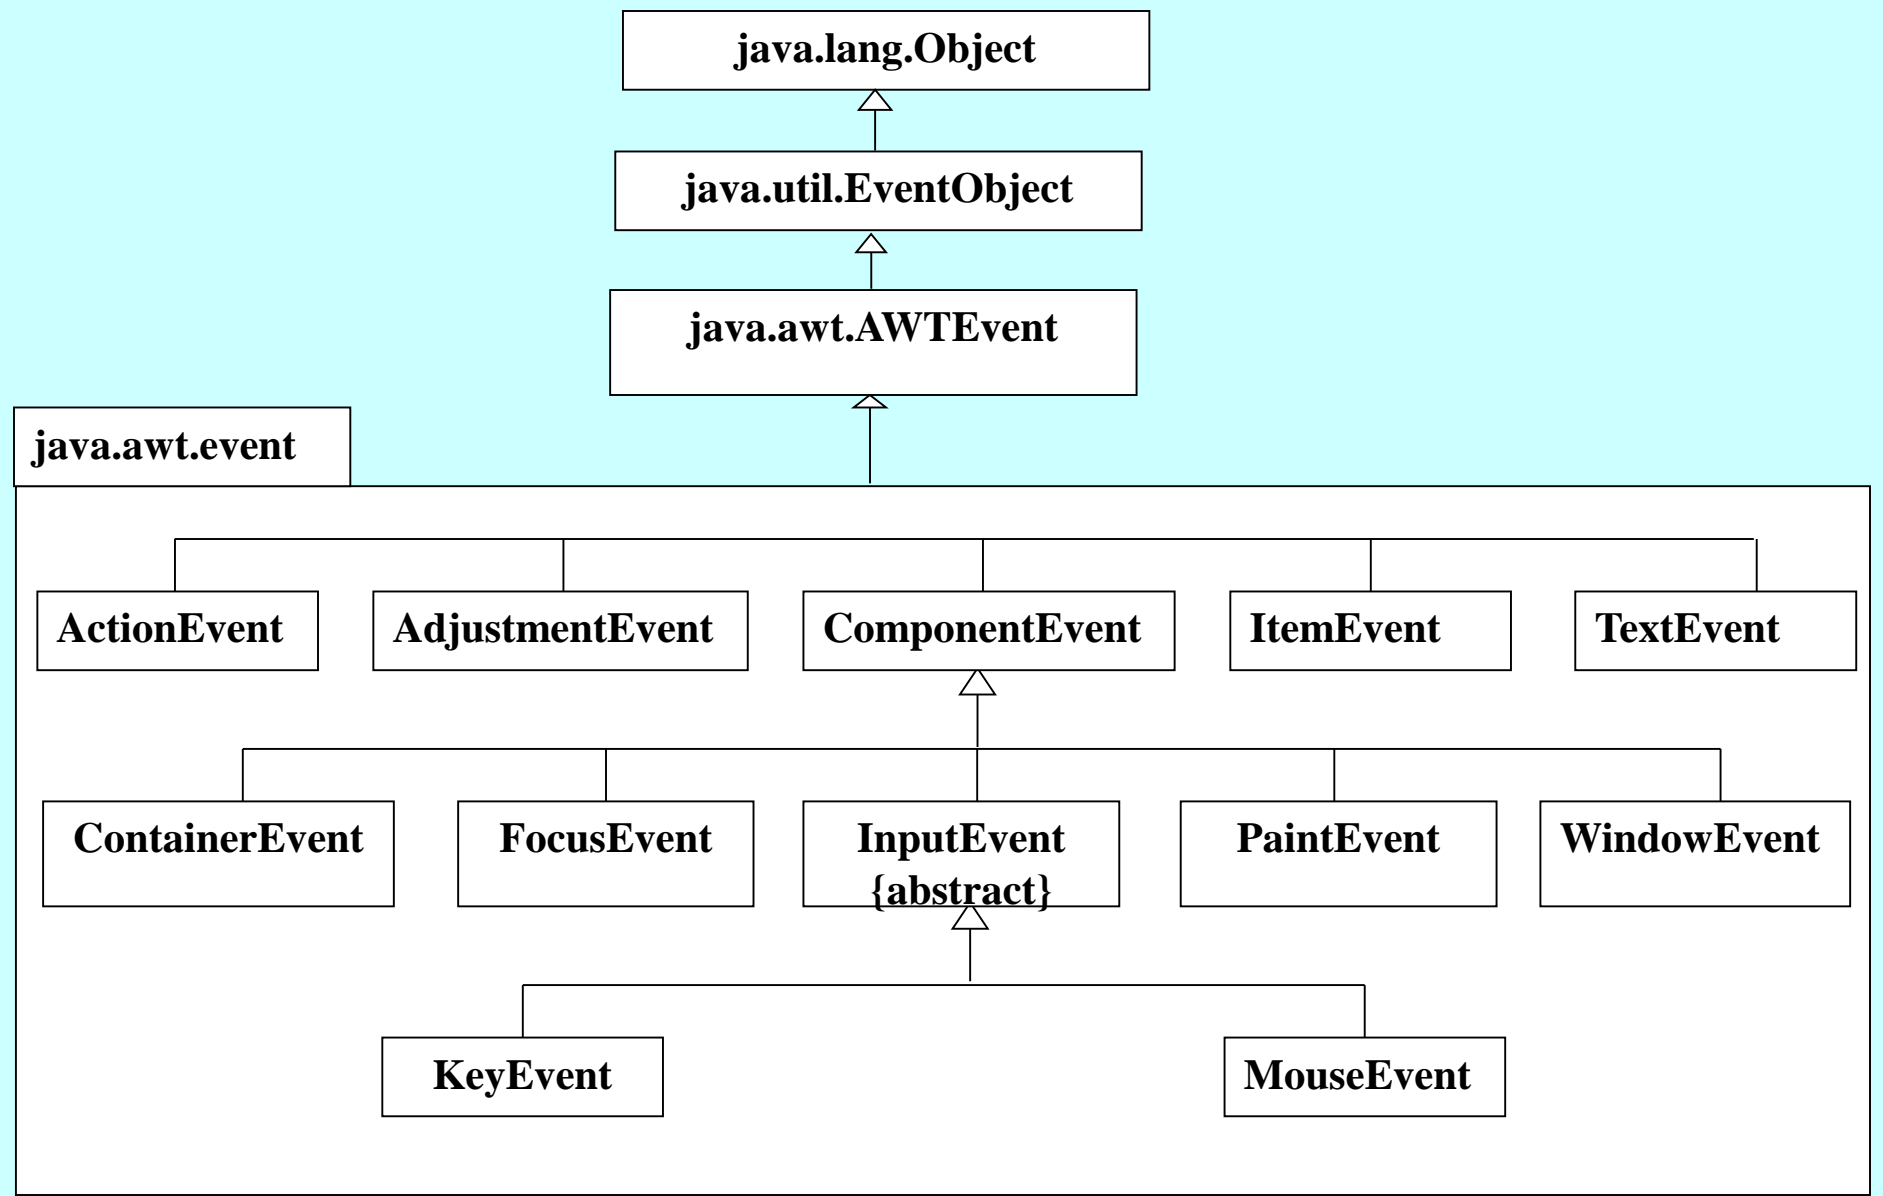 java.lang.Object
java.util.EventObject
java.awt.AWTEvent
java.awt.event
ActionEvent
AdjustmentEvent
ComponentEvent
ItemEvent
TextEvent
ContainerEvent
FocusEvent
InputEvent
{abstract}
PaintEvent
WindowEvent
KeyEvent
MouseEvent